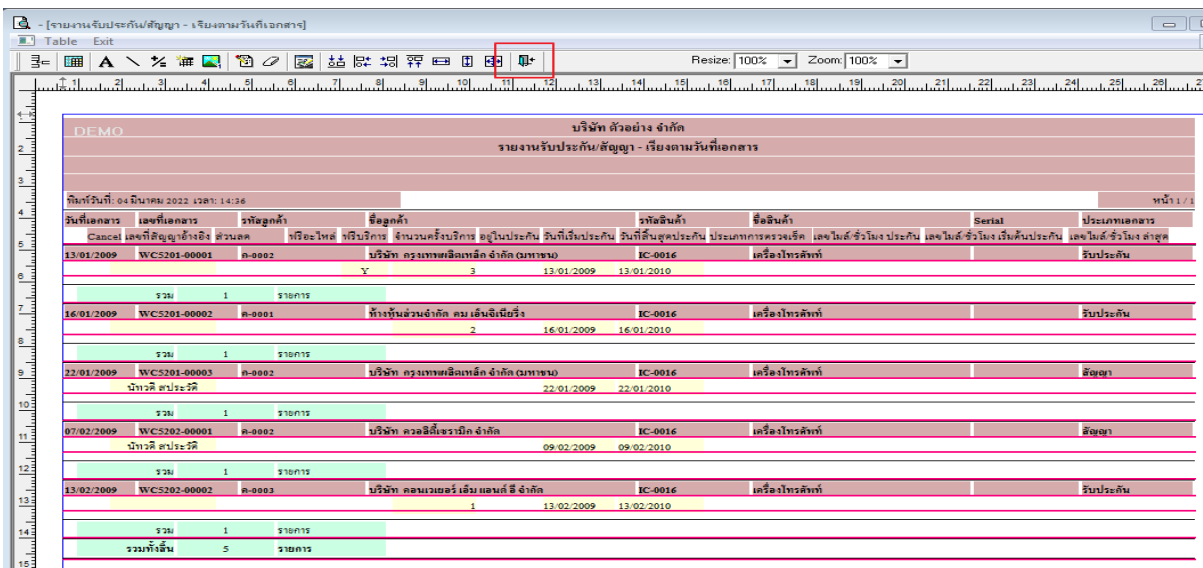 - [รายงานรับประกัน/สัญญา - เรียงตามวันที่เอกสาร]
Table Exit
Resize: 100% Zoom: 100%
1 2 3 4 5 6 7 8 9 10 11 12 13 14 15 16 17 18 19 20 21 22 23 24 25 26
DEMO บริษัท ตัวอย่าง จำกัด
รายงานรับประกัน/สัญญา - เรียงตามวันที่เอกสาร
พิมพ์วันที่: 04 มีนาคม 2022 เวลา: 14:36 หน้า 1 / 1
วันที่เอกสาร เลขที่เอกสาร รหัสลูกค้า ชื่อลูกค้า รหัสสินค้า ชื่อสินค้า Serial ประเภทเอกสาร
Cancel เลขที่สัญญาอ้างอิง ส่วนลด ฟรีอะไหล่ ฟรีบริการ จำนวนครั้งบริการ อยู่ในประกัน วันที่เริ่มประกัน วันที่สิ้นสุดประกัน ประเภทการตรวจเช็ค เลขไมล์/ชั่วโมง ประกัน เลขไมล์/ชั่วโมง เริ่มต้นประกัน เลขไมล์/ชั่วโมง ล่าสุด
13/01/2009 WC5201-00001 ค-0002 บริษัท กรุงเทพผลิตเหล็ก จำกัด (มหาชน) IC-0016 เครื่องโทรศัพท์ รับประกัน
Y 3 13/01/2009 13/01/2010
รวม 1 รายการ
16/01/2009 WC5201-00002 ค-0001 ห้างหุ้นส่วนจำกัด คม เอ็นจิเนียริ่ง IC-0016 เครื่องโทรศัพท์ รับประกัน
2 16/01/2009 16/01/2010
รวม 1 รายการ
22/01/2009 WC5201-00003 ก-0002 บริษัท กรุงเทพผลิตเหล็ก จำกัด (มหาชน) IC-0016 เครื่องโทรศัพท์ สัญญา
นัทวดี สประวัติ 22/01/2009 22/01/2010
รวม 1 รายการ
07/02/2009 WC5202-00001 ค-0002 บริษัท ควอลิตี้เซรามิค จำกัด IC-0016 เครื่องโทรศัพท์ สัญญา
นัทวดี สประวัติ 09/02/2009 09/02/2010
รวม 1 รายการ
13/02/2009 WC5202-00002 ค-0003 บริษัท คอนเวเยอร์ เอ็ม แอนด์ อี จำกัด IC-0016 เครื่องโทรศัพท์ รับประกัน
1 13/02/2009 13/02/2010
รวม 1 รายการ
รวมทั้งสิ้น 5 รายการ